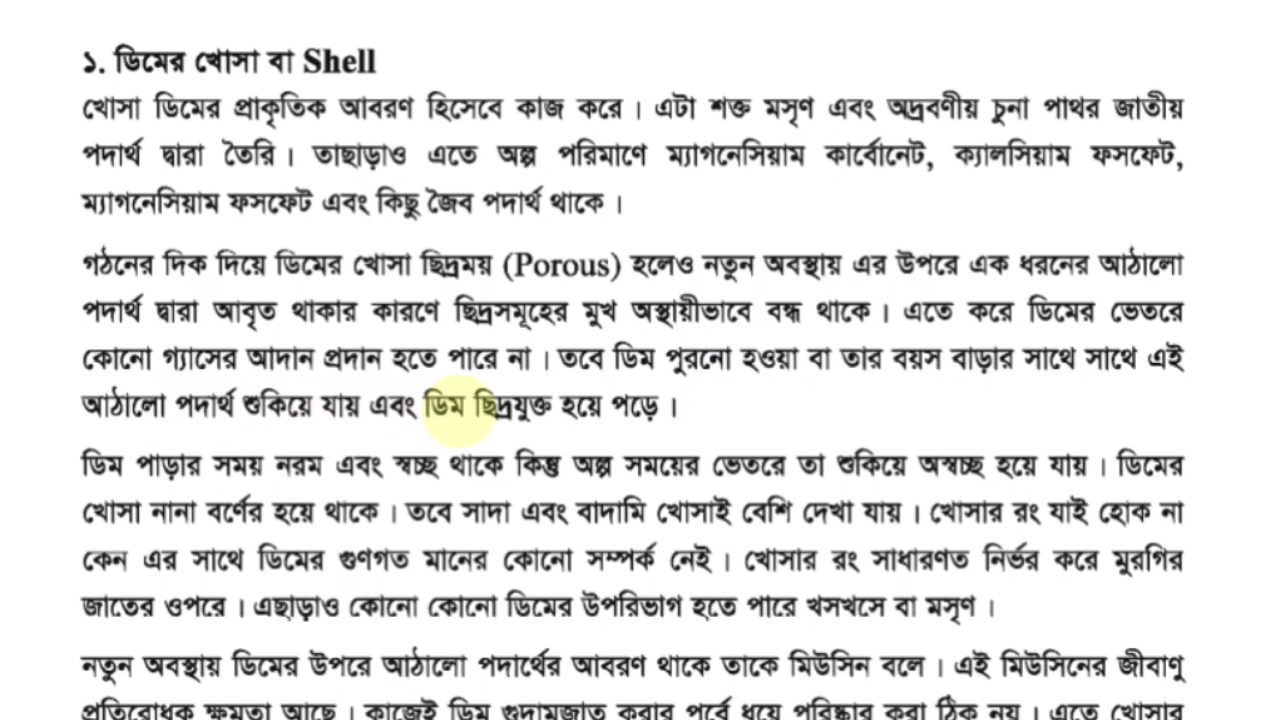 ১. ডিমের খোসা বা Shell
খোসা ডিমের প্রাকৃতিক আবরণ হিসেবে কাজ করে। এটা শক্ত মসৃণ এবং অদ্রবণীয় চুনা পাথর জাতীয়
পদার্থ দ্বারা তৈরি। তাছাড়াও এতে অল্প পরিমাণে ম্যাগনেসিয়াম কার্বোনেট, ক্যালসিয়াম ফসফেট,
ম্যাগনেসিয়াম ফসফেট এবং কিছু জৈব পদার্থ থাকে।
গঠনের দিক দিয়ে ডিমের খোসা ছিদ্রময় (Porous) হলেও নতুন অবস্থায় এর উপরে এক ধরনের আঠালো
পদার্থ দ্বারা আবৃত থাকার কারণে ছিদ্রসমূহের মুখ অস্থায়ীভাবে বন্ধ থাকে। এতে করে ডিমের ভেতরে
কোনো গ্যাসের আদান প্রদান হতে পারে না। তবে ডিম পুরনো হওয়া বা তার বয়স বাড়ার সাথে সাথে এই
আঠালো পদার্থ শুকিয়ে যায় এবং ডিম ছিদ্রযুক্ত হয়ে পড়ে।
ডিম পাড়ার সময় নরম এবং স্বচ্ছ থাকে কিন্তু অল্প সময়ের ভেতরে তা শুকিয়ে অস্বচ্ছ হয়ে যায়। ডিমের
খোসা নানা বর্ণের হয়ে থাকে। তবে সাদা এবং বাদামি খোসাই বেশি দেখা যায়। খোসার রং যাই হোক না
কেন এর সাথে ডিমের গুণগত মানের কোনো সম্পর্ক নেই। খোসার রং সাধারণত নির্ভর করে মুরগির
জাতের ওপরে। এছাড়াও কোনো কোনো ডিমের উপরিভাগ হতে পারে খসখসে বা মসৃণ।
নতুন অবস্থায় ডিমের উপরে আঠালো পদার্থের আবরণ থাকে তাকে মিউসিন বলে। এই মিউসিনের জীবাণু
প্রতিরোধক ক্ষমতা আছে। কাজেই ডিম গুদামজাত করার পূর্বে ধুয়ে পরিষ্কার করা ঠিক নয়। এতে খোসার